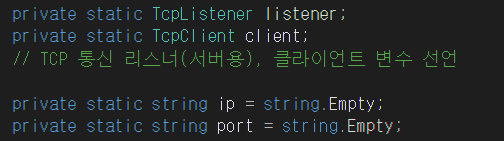 private static TcpListener listener;
private static TcpClient client;
// TCP 통신 리스너(서버용), 클라이언트 변수 선언
private static string ip = string.Empty;
private static string port = string.Empty;